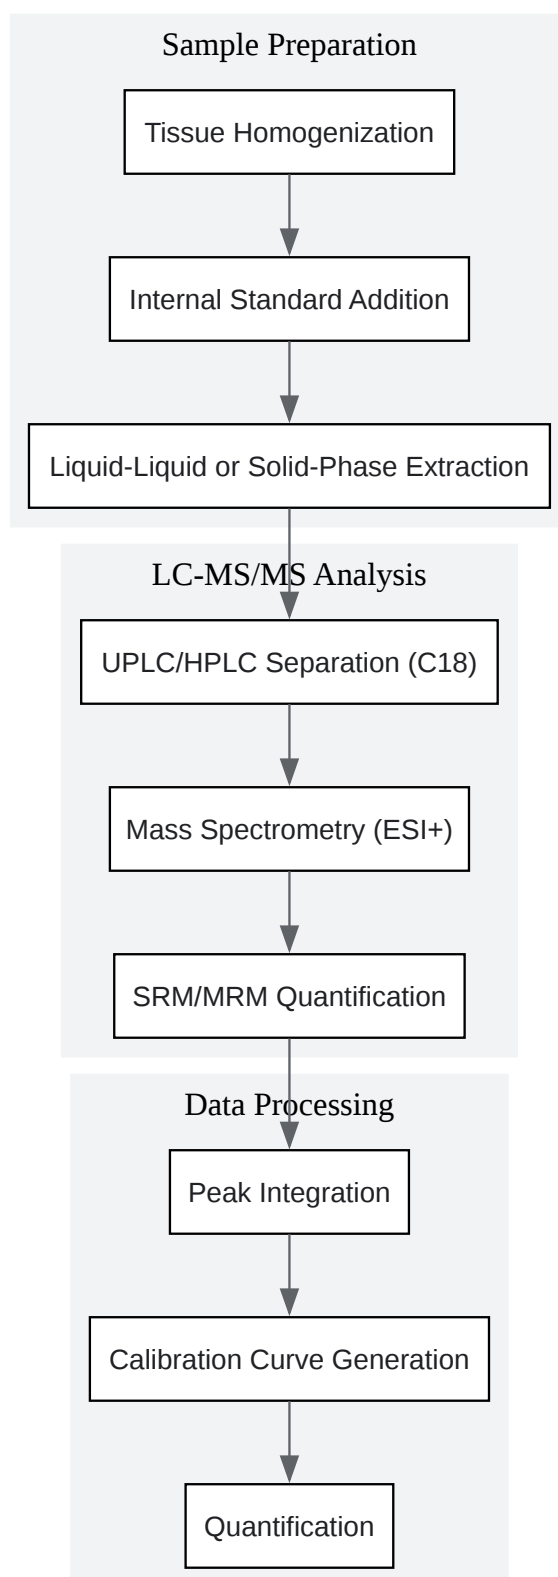 Sample Preparation
Tissue Homogenization
Internal Standard Addition
Liquid-Liquid or Solid-Phase Extraction
LC-MS/MS Analysis
UPLC/HPLC Separation (C18)
Mass Spectrometry (ESI+)
SRM/MRM Quantification
Data Processing
Peak Integration
Calibration Curve Generation
Quantification